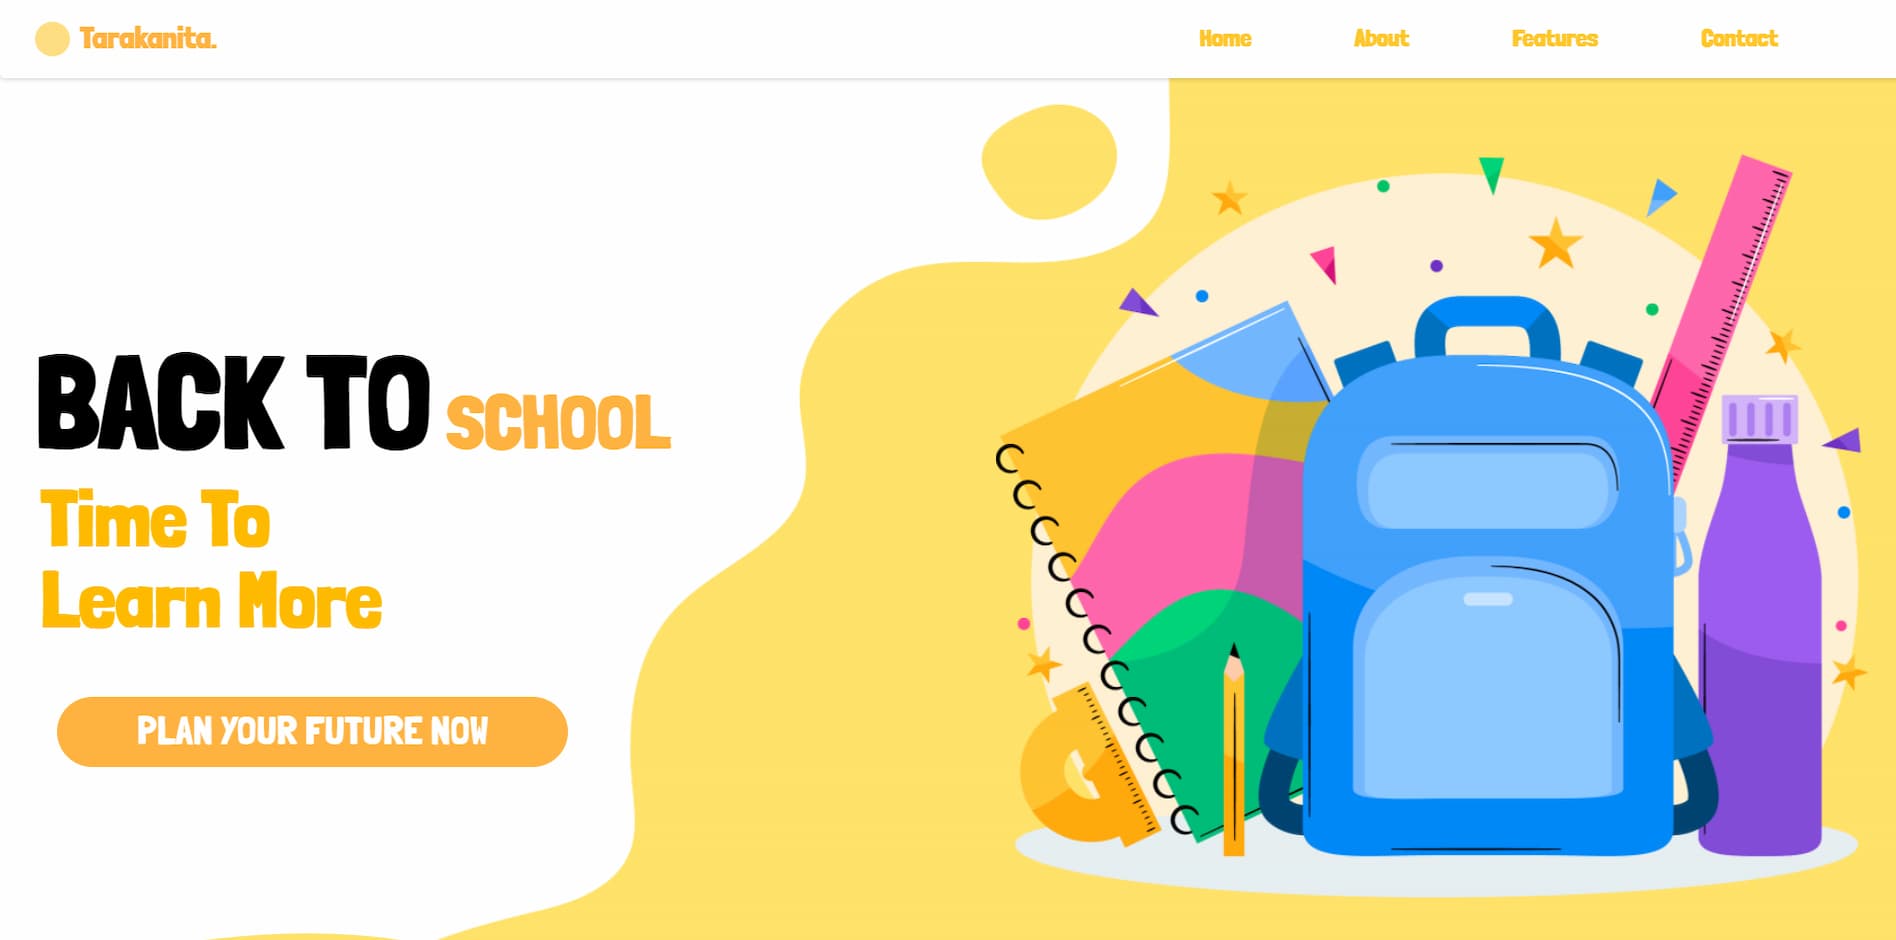 Tarakanita.
Home About Features Contact
BACK TO SCHOOL
Time To
Learn More
PLAN YOUR FUTURE NOW